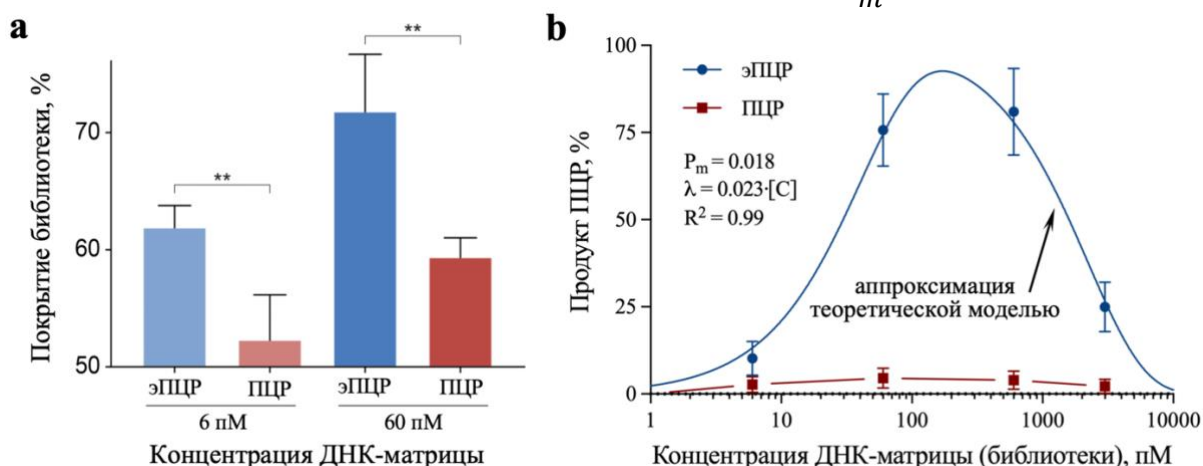 m
a
b
Покрытие библиотеки, %
70
60
50
**
**
эПЦР ПЦР эПЦР ПЦР
6 пМ 60 пМ
Концентрация ДНК-матрицы
Продукт ПЦР, %
100
75
50
25
0
эПЦР
ПЦР
Pₘ = 0.018
λ = 0.023·[C]
R² = 0.99
аппроксимация
теоретической моделью
1 10 100 1000 10000
Концентрация ДНК-матрицы (библиотеки), пМ